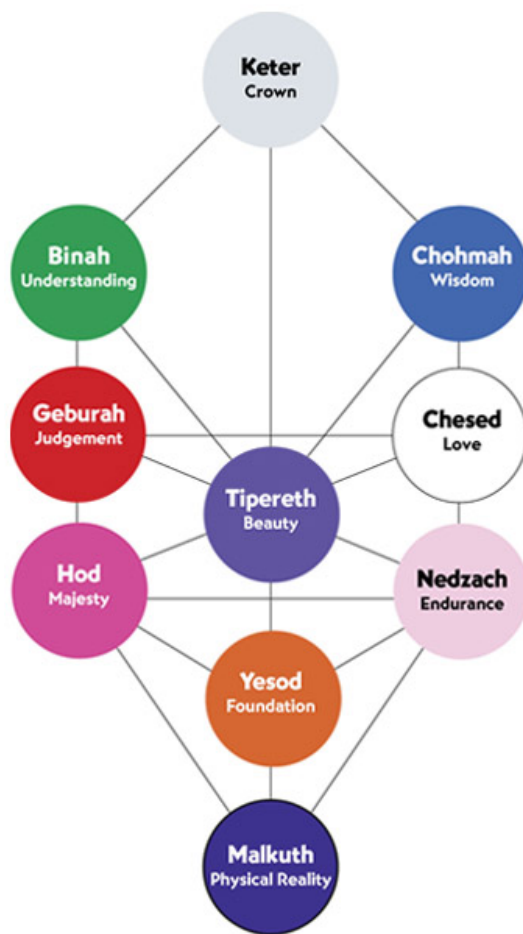 Keter
Crown
Binah
Understanding
Chohmah
Wisdom
Geburah
Judgement
Chesed
Love
Tipereth
Beauty
Hod
Majesty
Nedzach
Endurance
Yesod
Foundation
Malkuth
Physical Reality